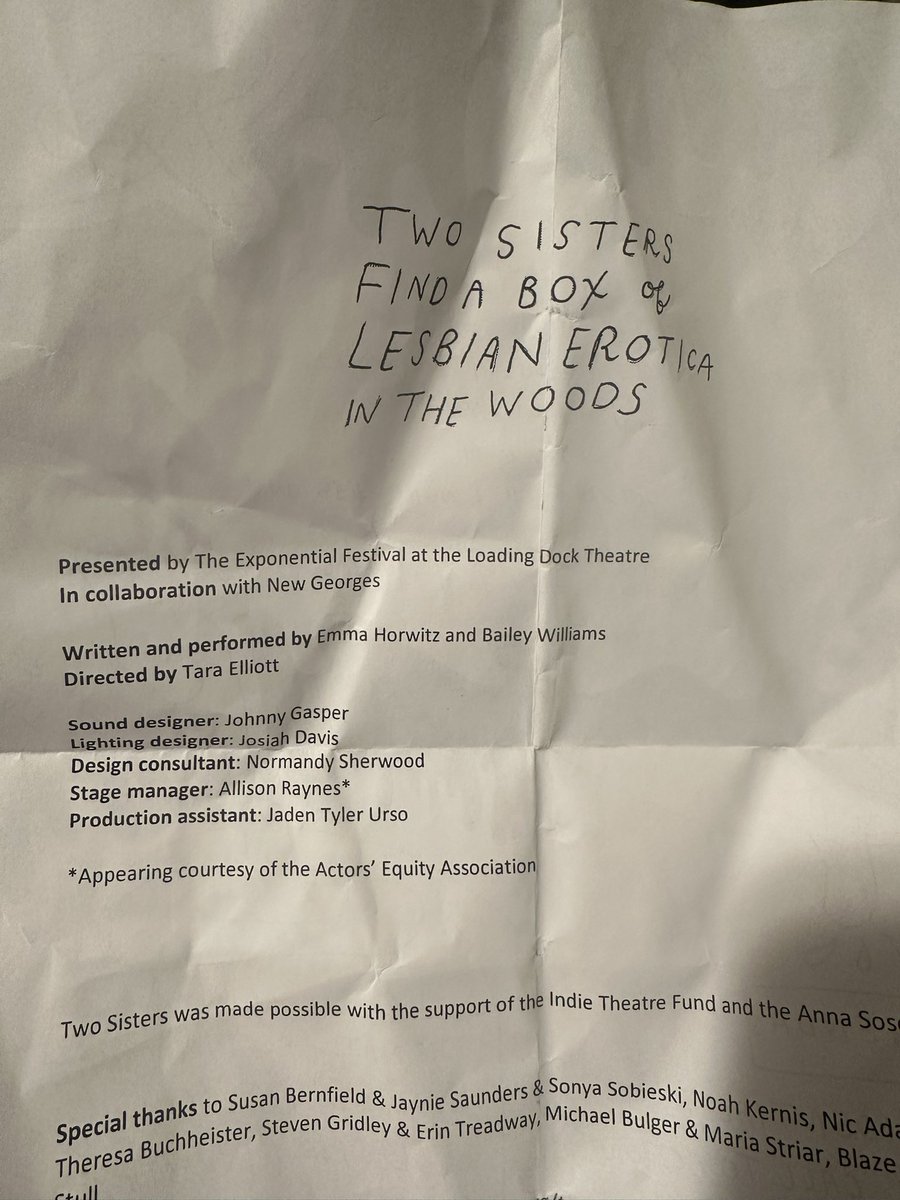 TWO SISTERS
FIND A BOX of
LESBIAN EROTICA
IN THE WOODS
Presented by The Exponential Festival at the Loading Dock Theatre
In collaboration with New Georges
Written and performed by Emma Horwitz and Bailey Williams
Directed by Tara Elliott
Sound designer: Johnny Gasper
Lighting designer: Josiah Davis
Design consultant: Normandy Sherwood
Stage manager: Allison Raynes*
Production assistant: Jaden Tyler Urso
*Appearing courtesy of the Actors' Equity Association
Two Sisters was made possible with the support of the Indie Theatre Fund and the Anna Sos
Special thanks to Susan Bernfield & Jaynie Saunders & Sonya Sobieski, Noah Kernis, Nic Ada
Theresa Buchheister, Steven Gridley & Erin Treadway, Michael Bulger & Maria Striar, Blaze
Stull